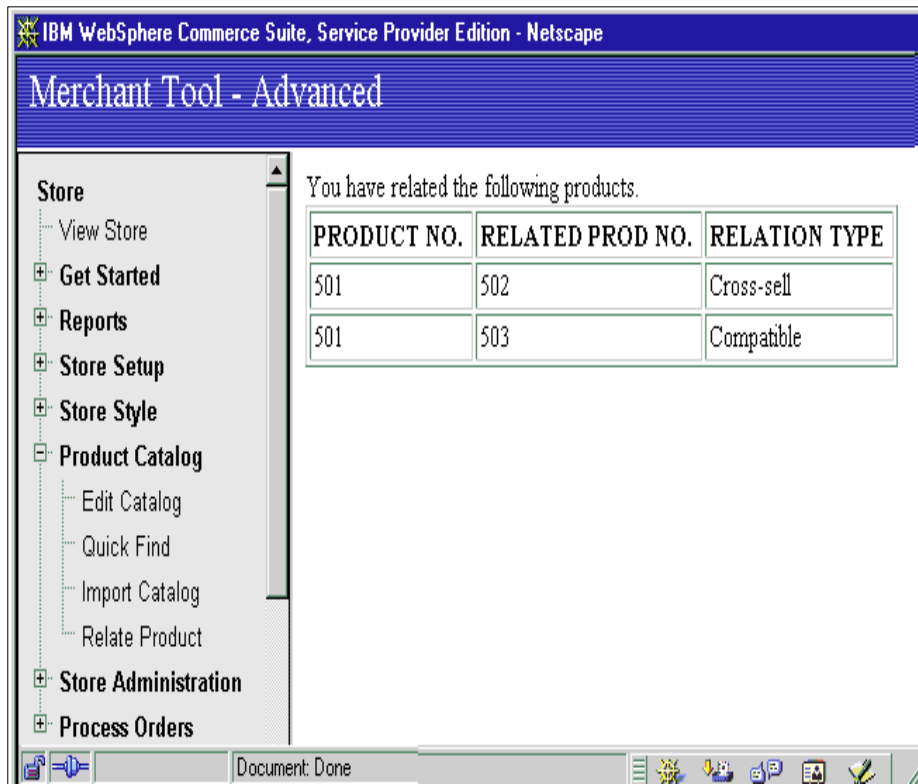 IBM WebSphere Commerce Suite, Service Provider Edition - Netscape
Merchant Tool - Advanced
Store
View Store
Get Started
Reports
Store Setup
Store Style
Product Catalog
Edit Catalog
Quick Find
Import Catalog
Relate Product
Store Administration
Process Orders
You have related the following products.
PRODUCT NO. RELATED PROD NO. RELATION TYPE
501 502 Cross-sell
501 503 Compatible
Document: Done